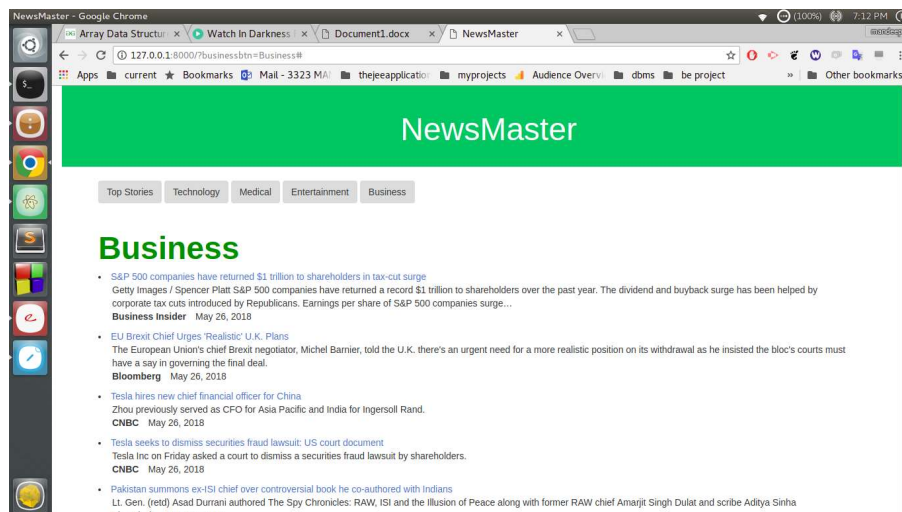 NewsMaster - Google Chrome
(100%) 7:12 PM
Array Data Structur × Watch In Darkness × Document1.docx × NewsMaster ×
127.0.0.1:8000/?businessbtn=Business#
Apps current Bookmarks Mail - 3323 MA thejeeapplication myprojects Audience Overvi dbms be project » Other bookmarks
NewsMaster
Top Stories Technology Medical Entertainment Business
Business
• S&P 500 companies have returned $1 trillion to shareholders in tax-cut surge
Getty Images / Spencer Platt S&P 500 companies have returned a record $1 trillion to shareholders over the past year. The dividend and buyback surge has been helped by
corporate tax cuts introduced by Republicans. Earnings per share of S&P 500 companies surge…
Business Insider May 26, 2018
• EU Brexit Chief Urges 'Realistic' U.K. Plans
The European Union's chief Brexit negotiator, Michel Barnier, told the U.K. there's an urgent need for a more realistic position on its withdrawal as he insisted the bloc's courts must
have a say in governing the final deal.
Bloomberg May 26, 2018
• Tesla hires new chief financial officer for China
Zhou previously served as CFO for Asia Pacific and India for Ingersoll Rand.
CNBC May 26, 2018
• Tesla seeks to dismiss securities fraud lawsuit: US court document
Tesla Inc on Friday asked a court to dismiss a securities fraud lawsuit by shareholders.
CNBC May 26, 2018
• Pakistan summons ex-ISI chief over controversial book he co-authored with Indians
Lt. Gen. (retd) Asad Durrani authored The Spy Chronicles: RAW, ISI and the Illusion of Peace along with former RAW chief Amarjit Singh Dulat and scribe Aditya Sinha